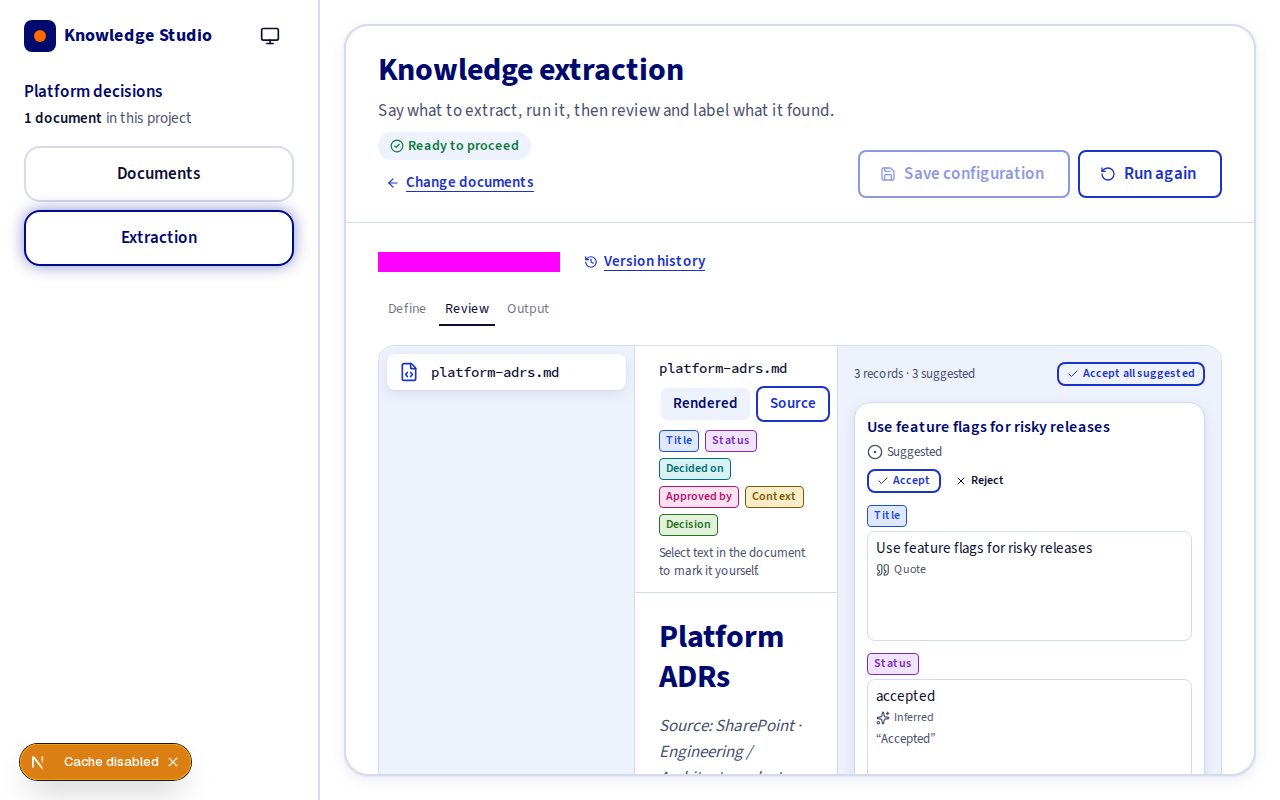 Knowledge Studio
Platform decisions
1 document in this project
Documents
Extraction
Cache disabled
Knowledge extraction
Say what to extract, run it, then review and label what it found.
Ready to proceed
Change documents
Save configuration
Run again
Version history
Define
Review
Output
platform-adrs.md
platform-adrs.md
Rendered
Source
Title
Status
Decided on
Approved by
Context
Decision
Select text in the document
to mark it yourself.
Platform
ADRs
Source: SharePoint ·
Engineering /
3 records · 3 suggested
Accept all suggested
Use feature flags for risky releases
Suggested
Accept
Reject
Title
Use feature flags for risky releases
Quote
Status
accepted
Inferred
“Accepted”